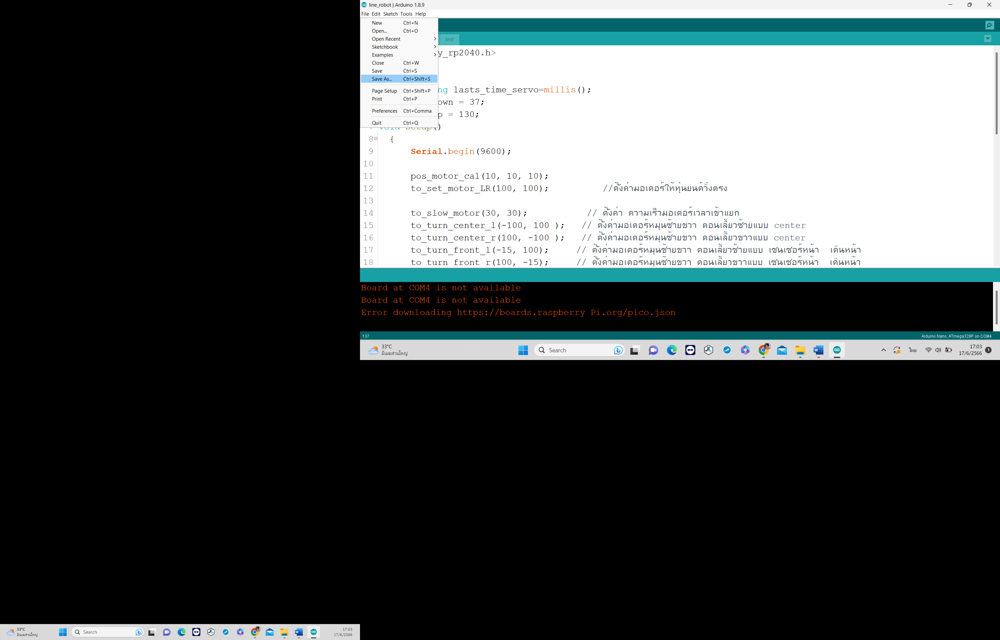 line_robot | Arduino 1.8.9
File Edit Sketch Tools Help
New Ctrl+N
Open... Ctrl+O
Open Recent
Sketchbook
Examples
Close Ctrl+W
Save Ctrl+S
Save As... Ctrl+Shift+S
Page Setup Ctrl+Shift+P
Print Ctrl+P
Preferences Ctrl+Comma
Quit Ctrl+Q
test
y_rp2040.h>
ng lasts_time_servo=millis();
own = 37;
p = 130;
7 void setup()
8 {
9 Serial.begin(9600);
10
11 pos_motor_cal(10, 10, 10);
12 to_set_motor_LR(100, 100); //ตั้งค่ามอเตอร์ให้หุ่นยนต์วิ่งตรง
13
14 to_slow_motor(30, 30); // ตั้งค่า ความเร็วมอเตอร์เวลาเข้าแยก
15 to_turn_center_l(-100, 100 ); // ตั้งค่ามอเตอร์หมุนซ้ายขวา ตอนเลี้ยวซ้ายแบบ center
16 to_turn_center_r(100, -100 ); // ตั้งค่ามอเตอร์หมุนซ้ายขวา ตอนเลี้ยวขาวแบบ center
17 to_turn_front_l(-15, 100); // ตั้งค่ามอเตอร์หมุนซ้ายขวา ตอนเลี้ยวซ้ายแบบ เซนเซอร์หน้า เดินหน้า
18 to_turn_front_r(100, -15); // ตั้งค่ามอเตอร์หมุนซ้ายขวา ตอนเลี้ยวขวาแบบ เซนเซอร์หน้า เดินหน้า
Board at COM4 is not available
Board at COM4 is not available
Error downloading https://boards.raspberry Pi.org/pico.json
137 Arduino Nano, ATmega328P on COM4
33°C
มีเมฆส่วนใหญ่
Search
ไทย
17:03
17/6/2566
1
33°C
มีเมฆส่วนใหญ่
Search
17:03
17/6/2566